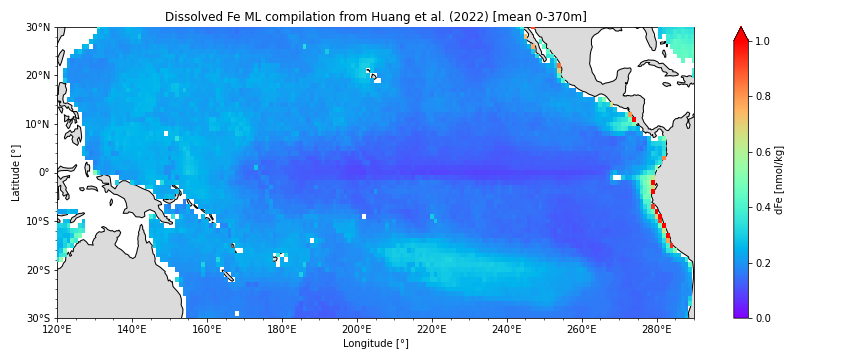 Dissolved Fe ML compilation from Huang et al. (2022) [mean 0-370m]
30°N
20°N
10°N
0°
10°S
20°S
30°S
Latitude [°]
120°E 140°E 160°E 180°E 200°E 220°E 240°E 260°E 280°E
Longitude [°]
1.0
0.8
0.6
0.4
0.2
0.0
dFe [nmol/kg]